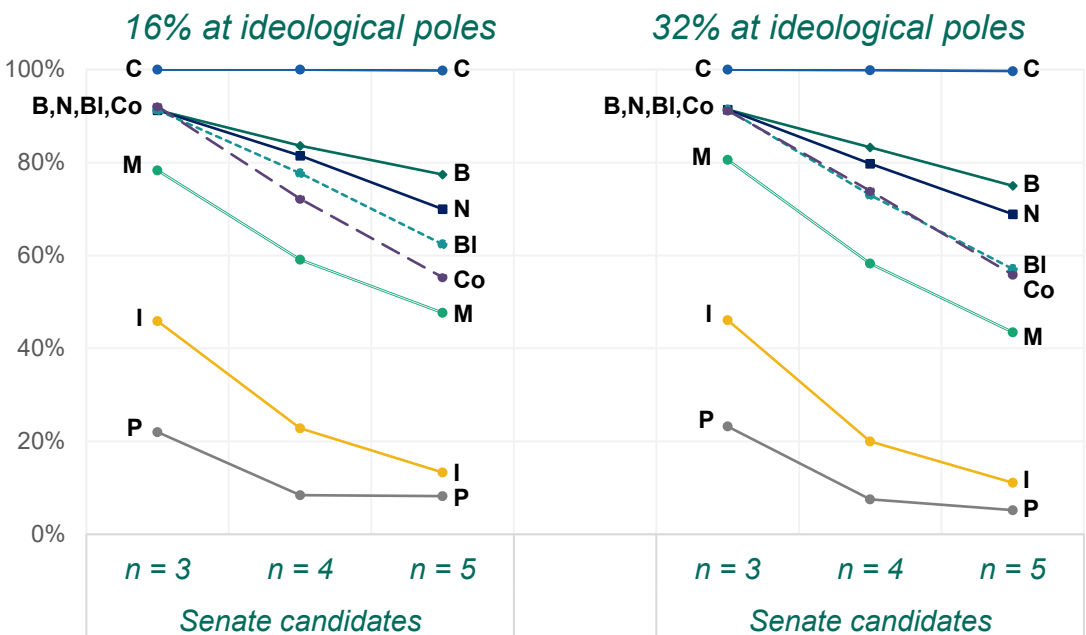 16% at ideological poles
32% at ideological poles
100%
80%
60%
40%
20%
0%
C
C
B,N,Bl,Co
M
B
N
Bl
Co
M
I
P
I
P
C
C
B,N,Bl,Co
M
B
N
Bl
Co
M
I
P
I
P
n = 3 n = 4 n = 5
n = 3 n = 4 n = 5
Senate candidates
Senate candidates